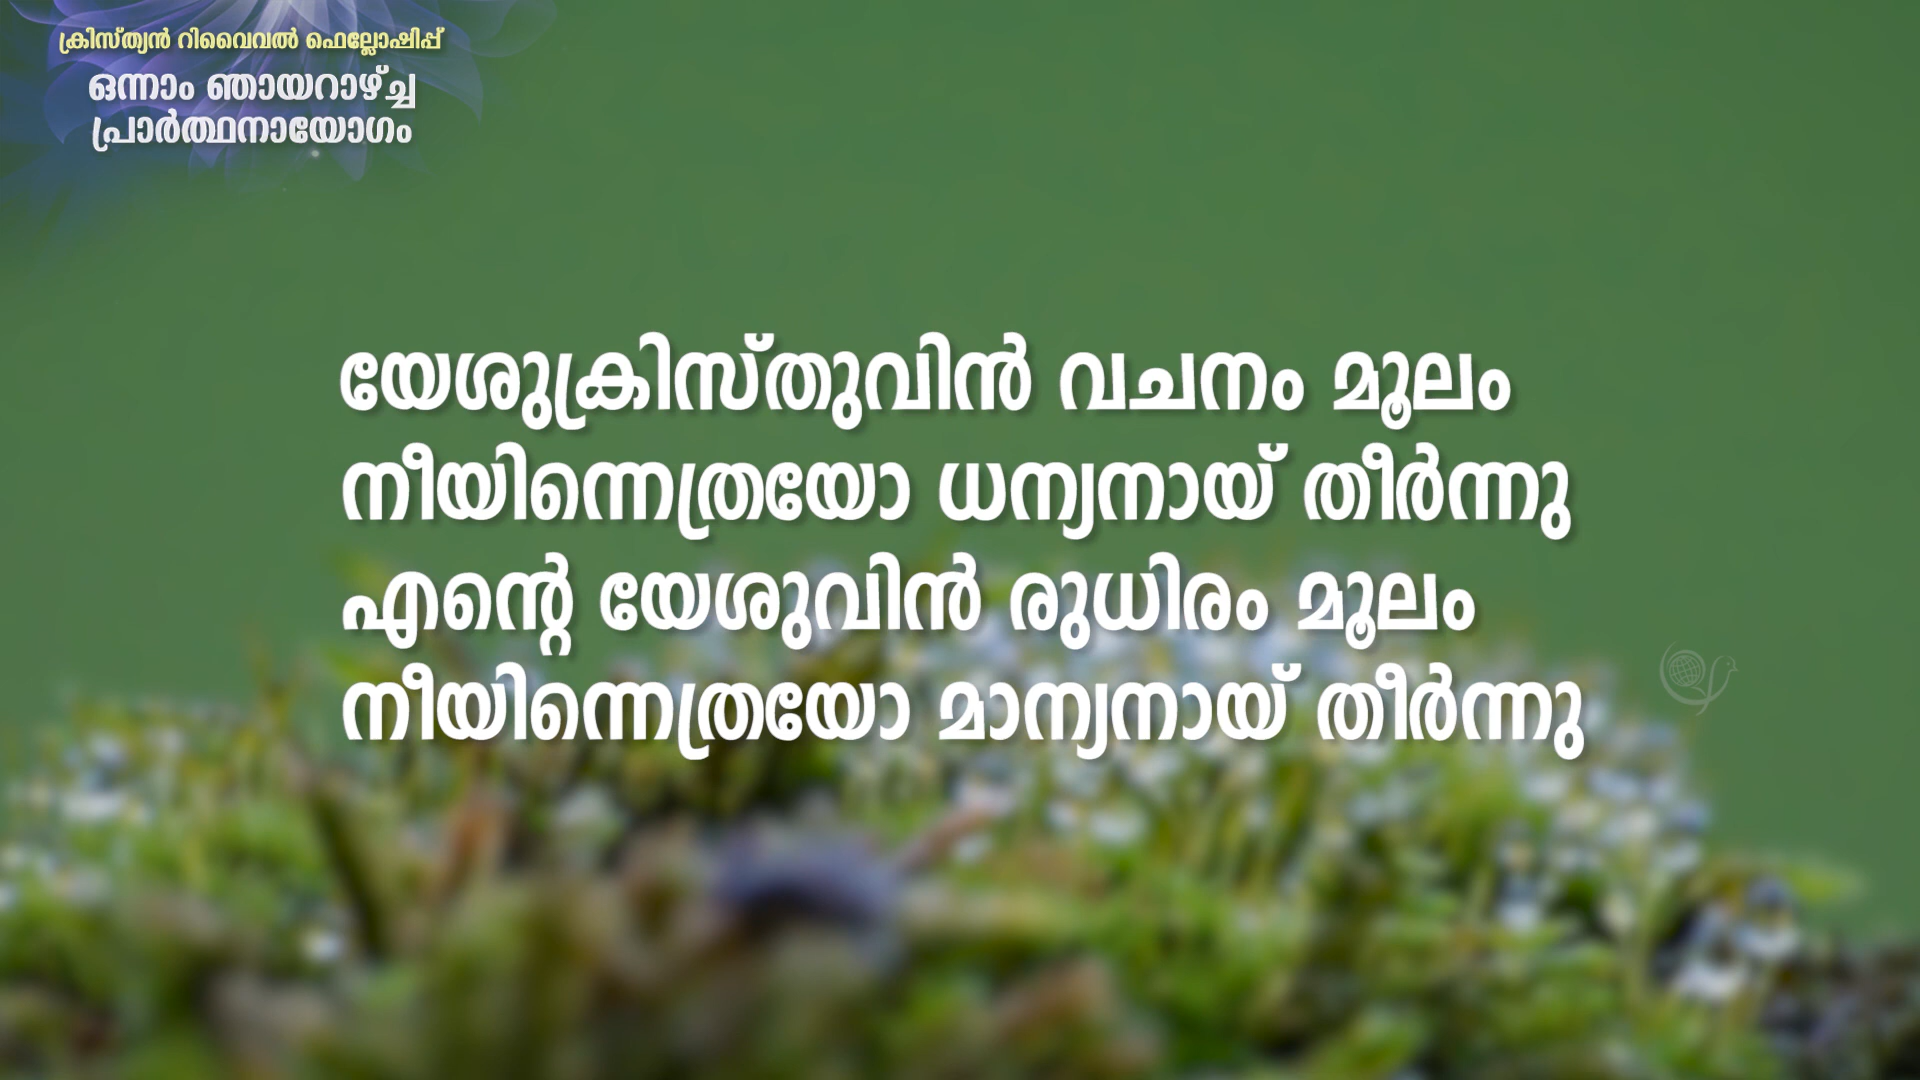 ക്രിസ്ത്യൻ റിവൈവൽ ഫെല്ലോഷിപ്പ്
ഒന്നാം ഞായറാഴ്ച്ച
പ്രാർത്ഥനായോഗം
യേശുക്രിസ്തുവിൻ വചനം മൂലം
നീയിന്നെത്രയോ ധന്യനായ് തീർന്നു
എന്റെ യേശുവിൻ രുധിരം മൂലം
നീയിന്നെത്രയോ മാന്യനായ് തീർന്നു